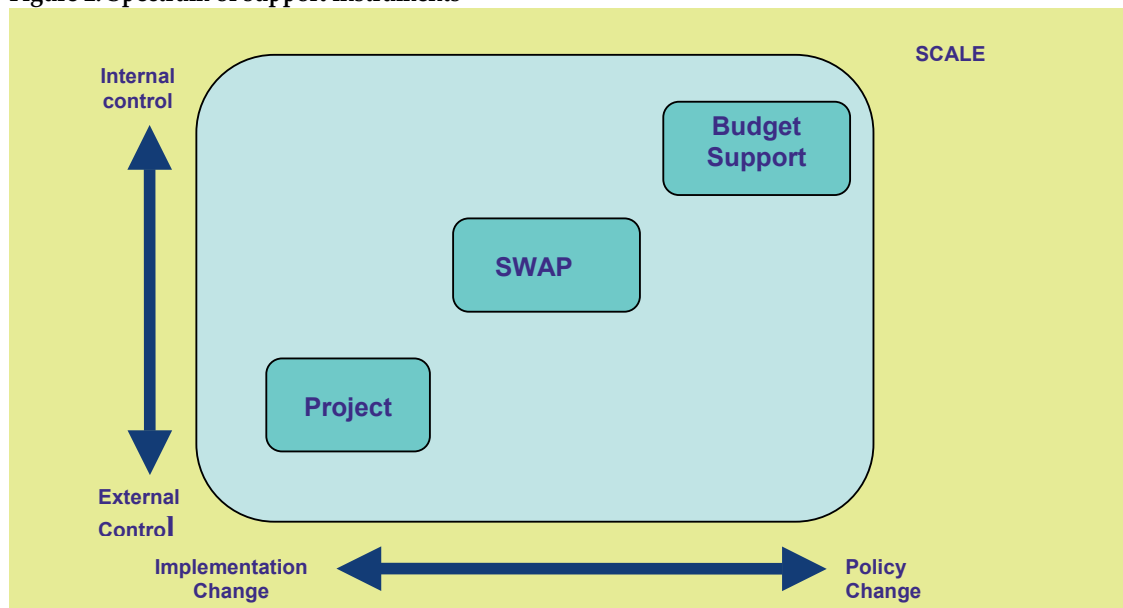 SCALE
Internal
control
Budget
Support
SWAP
Project
External
Control
Implementation
Change
Policy
Change